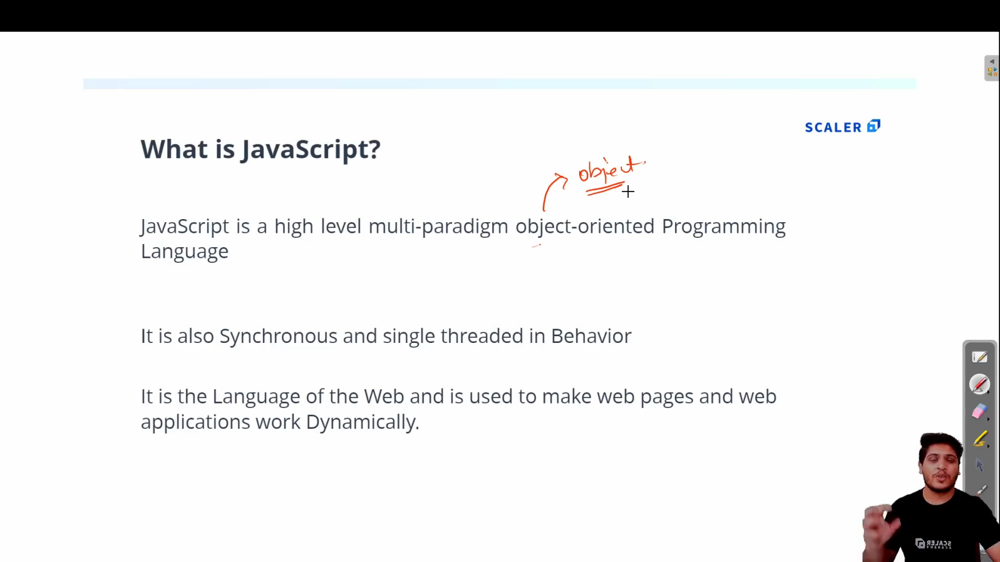 SCALER
What is JavaScript?
object.
JavaScript is a high level multi-paradigm object-oriented Programming
Language
It is also Synchronous and single threaded in Behavior
It is the Language of the Web and is used to make web pages and web
applications work Dynamically.
SCALER
ACADEMY